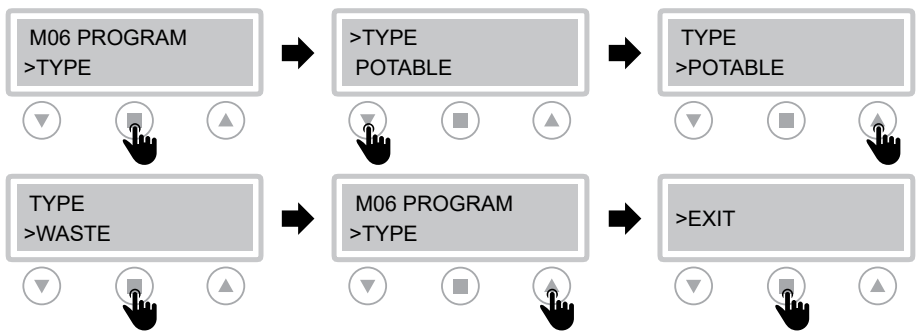 M06 PROGRAM
>TYPE
>TYPE
POTABLE
TYPE
>POTABLE
TYPE
>WASTE
M06 PROGRAM
>TYPE
>EXIT